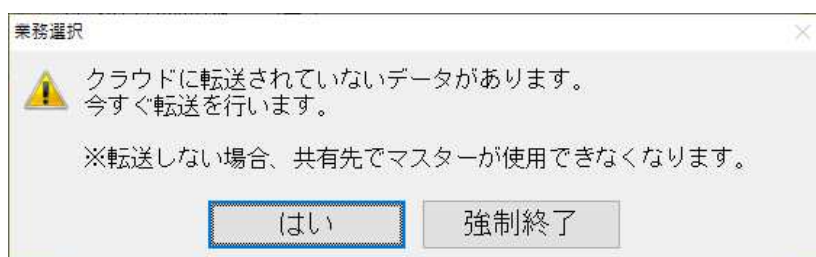 業務選択
クラウドに転送されていないデータがあります。
今すぐ転送を行います。
※転送しない場合、共有先でマスターが使用できなくなります。
はい
強制終了